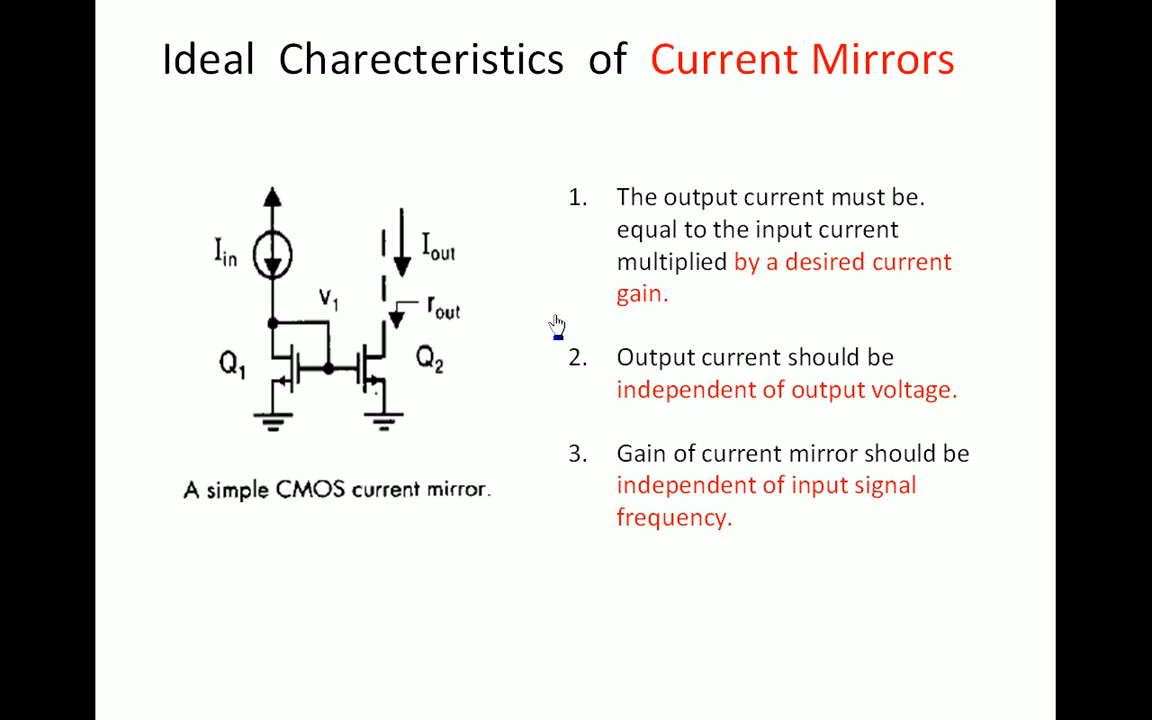 Ideal Charecteristics of Current Mirrors
Iin
Iout
V1
rout
Q1
Q2
A simple CMOS current mirror.
1. The output current must be.
equal to the input current
multiplied by a desired current
gain.
2. Output current should be
independent of output voltage.
3. Gain of current mirror should be
independent of input signal
frequency.